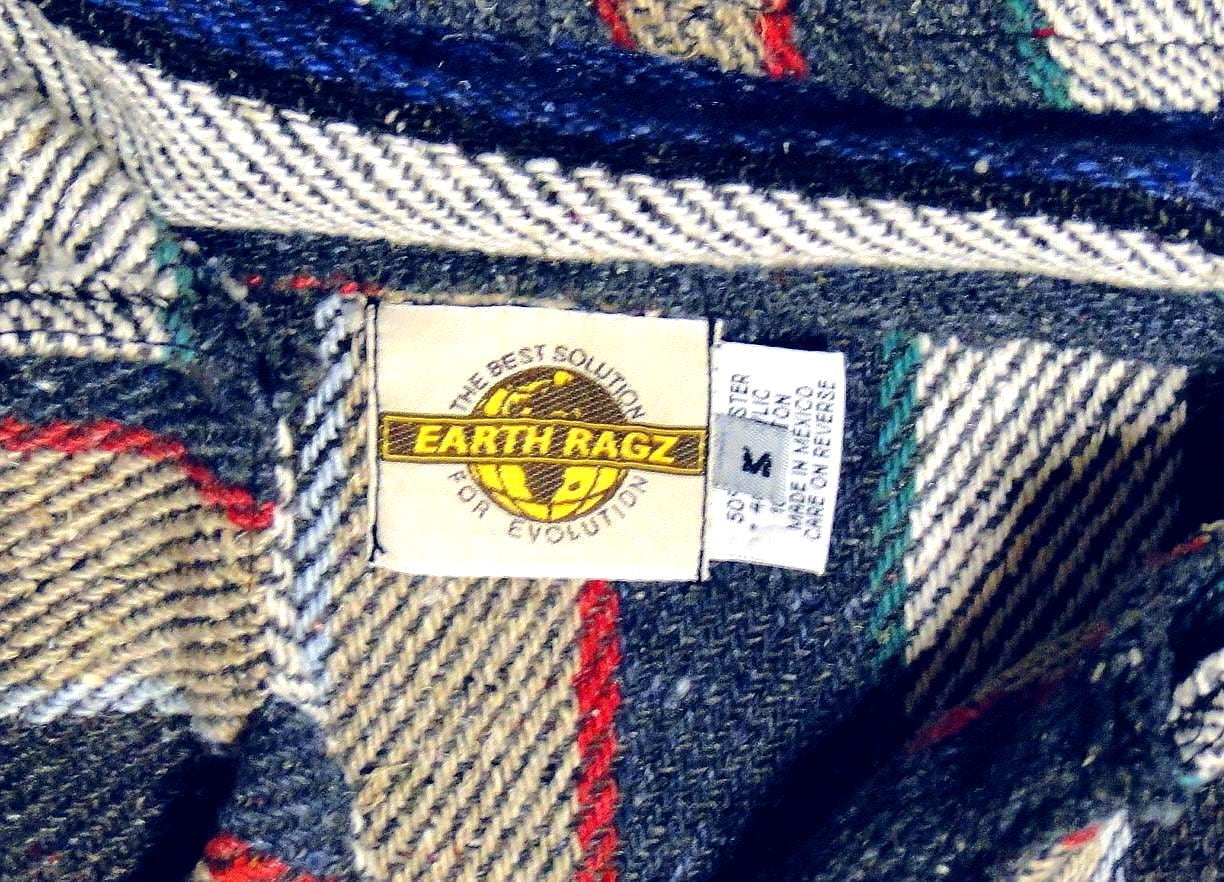 THE BEST SOLUTION
EARTH RAGZ
FOR EVOLUTION
M
MADE IN MEXICO
CARE ON REVERSE